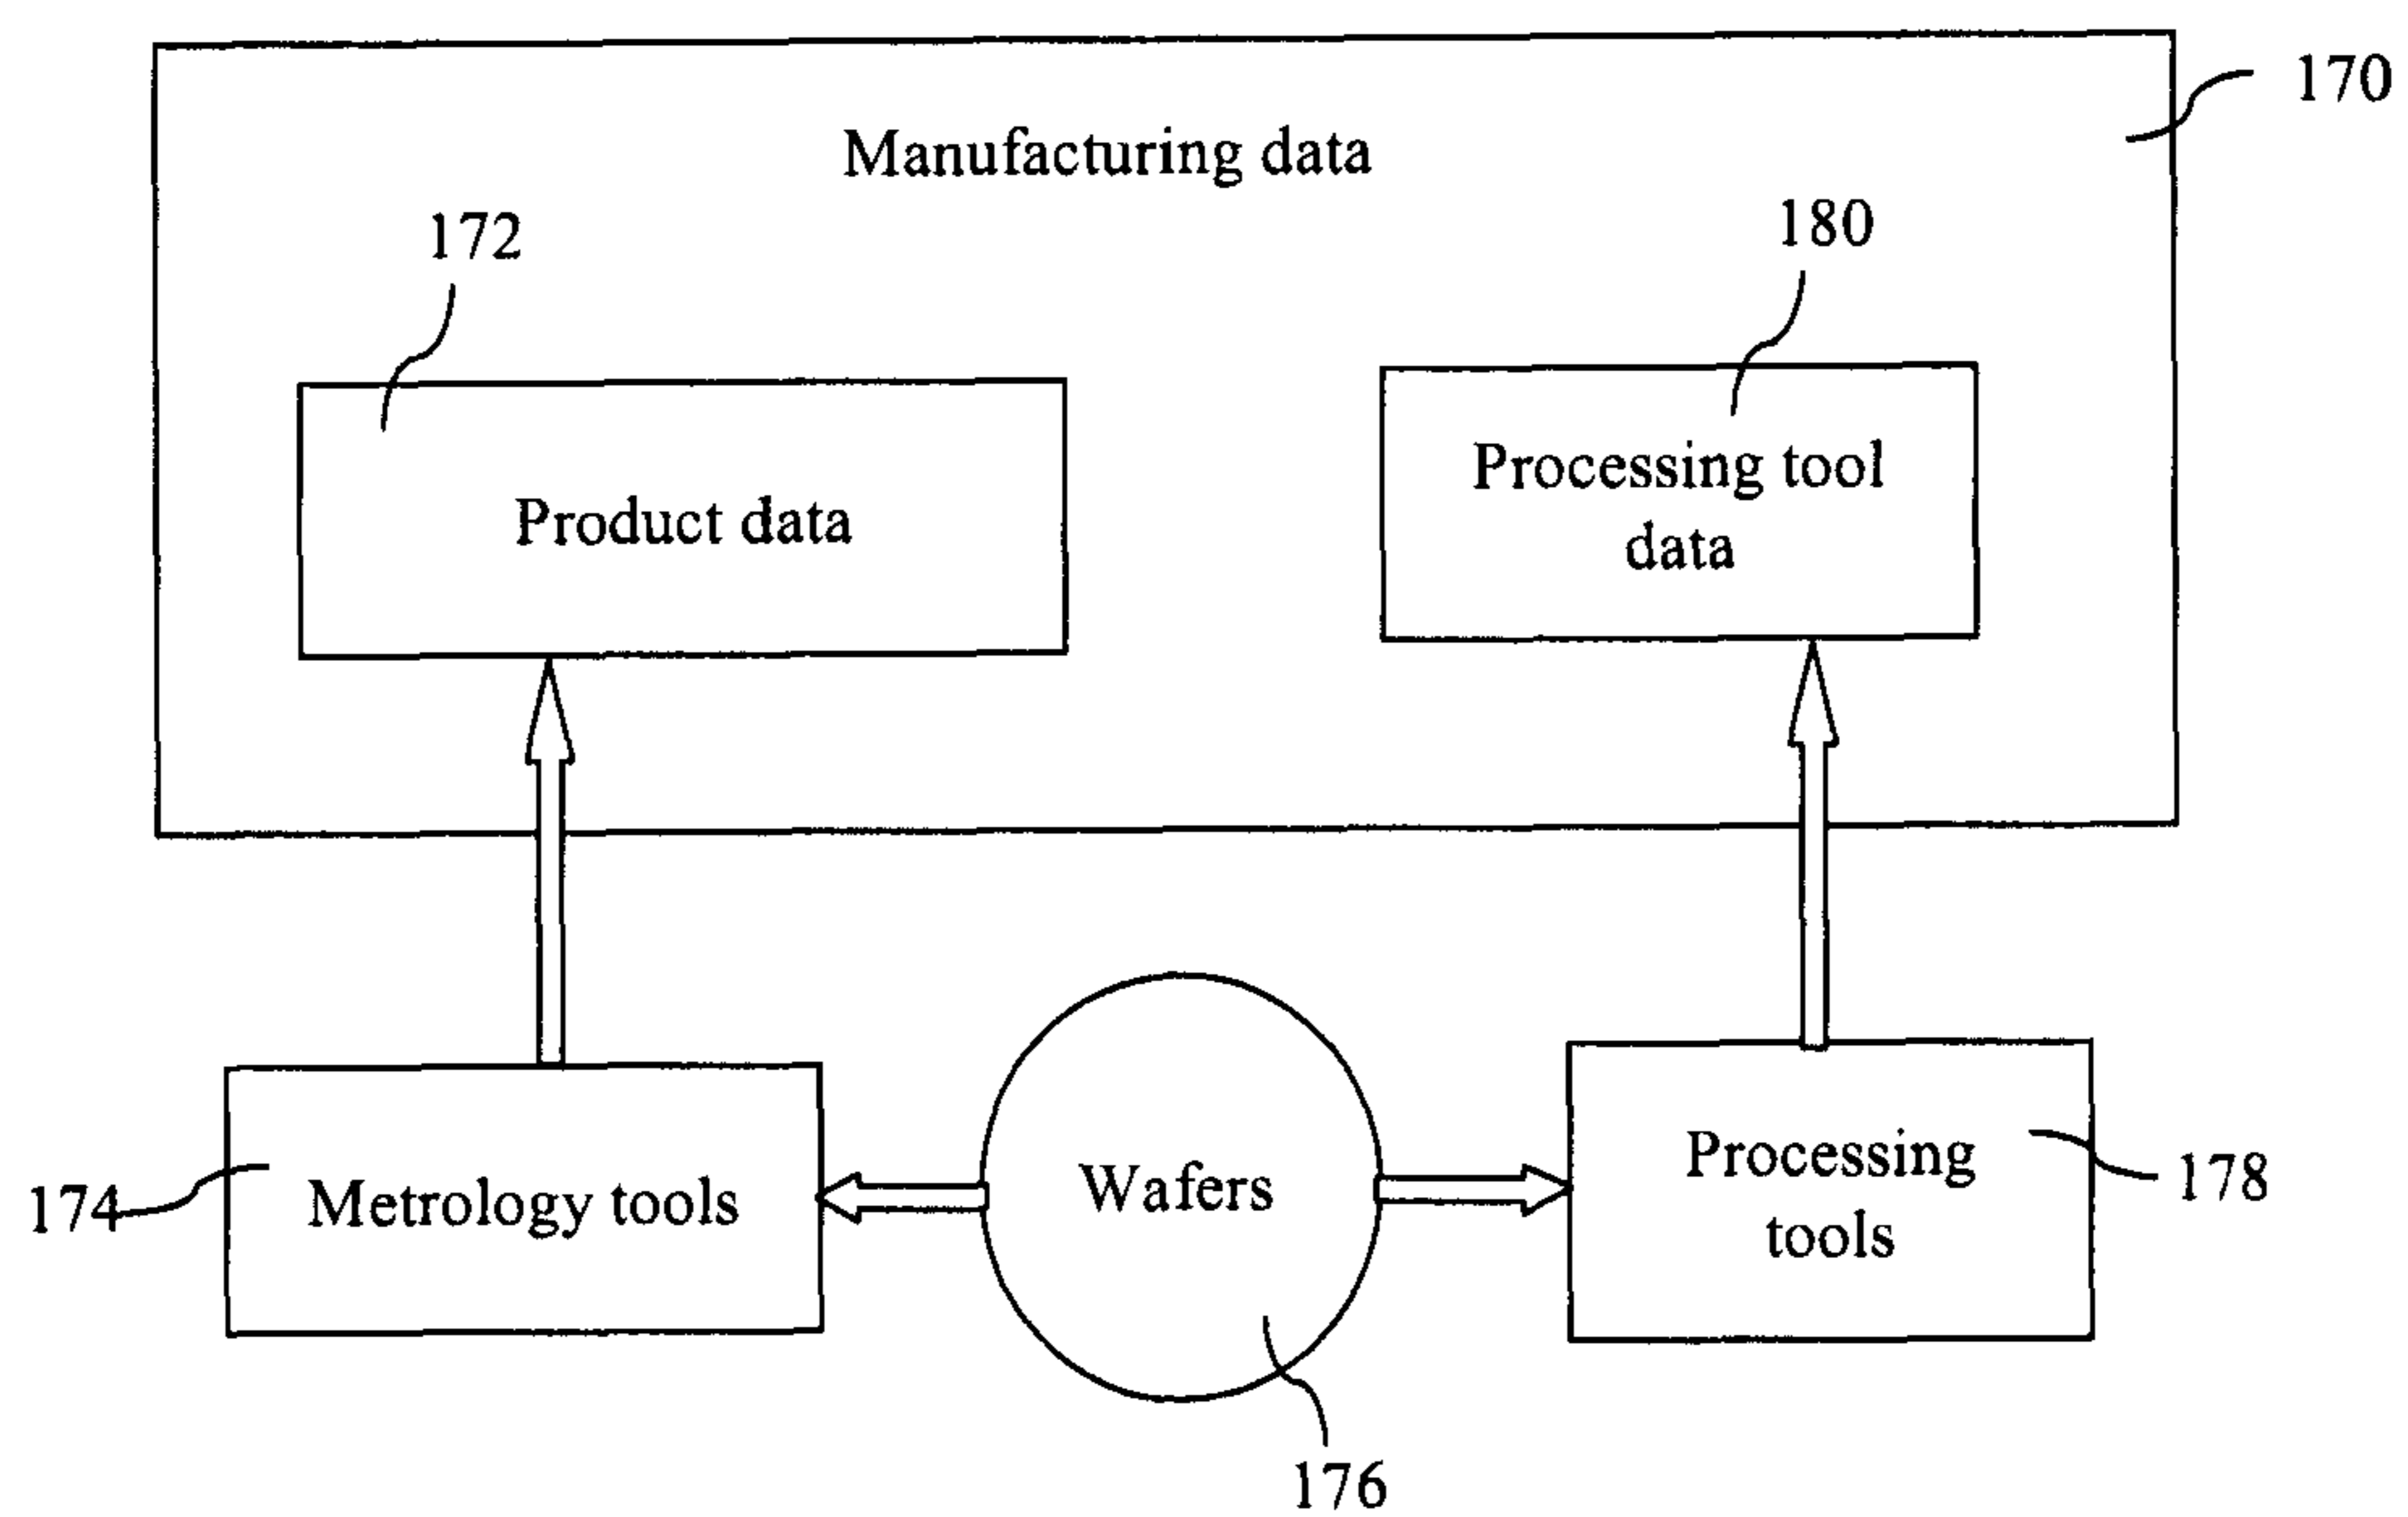 170
Manufacturing data
172
180
Product data
Processing tool
data
174
Metrology tools
Wafers
Processing
tools
178
176